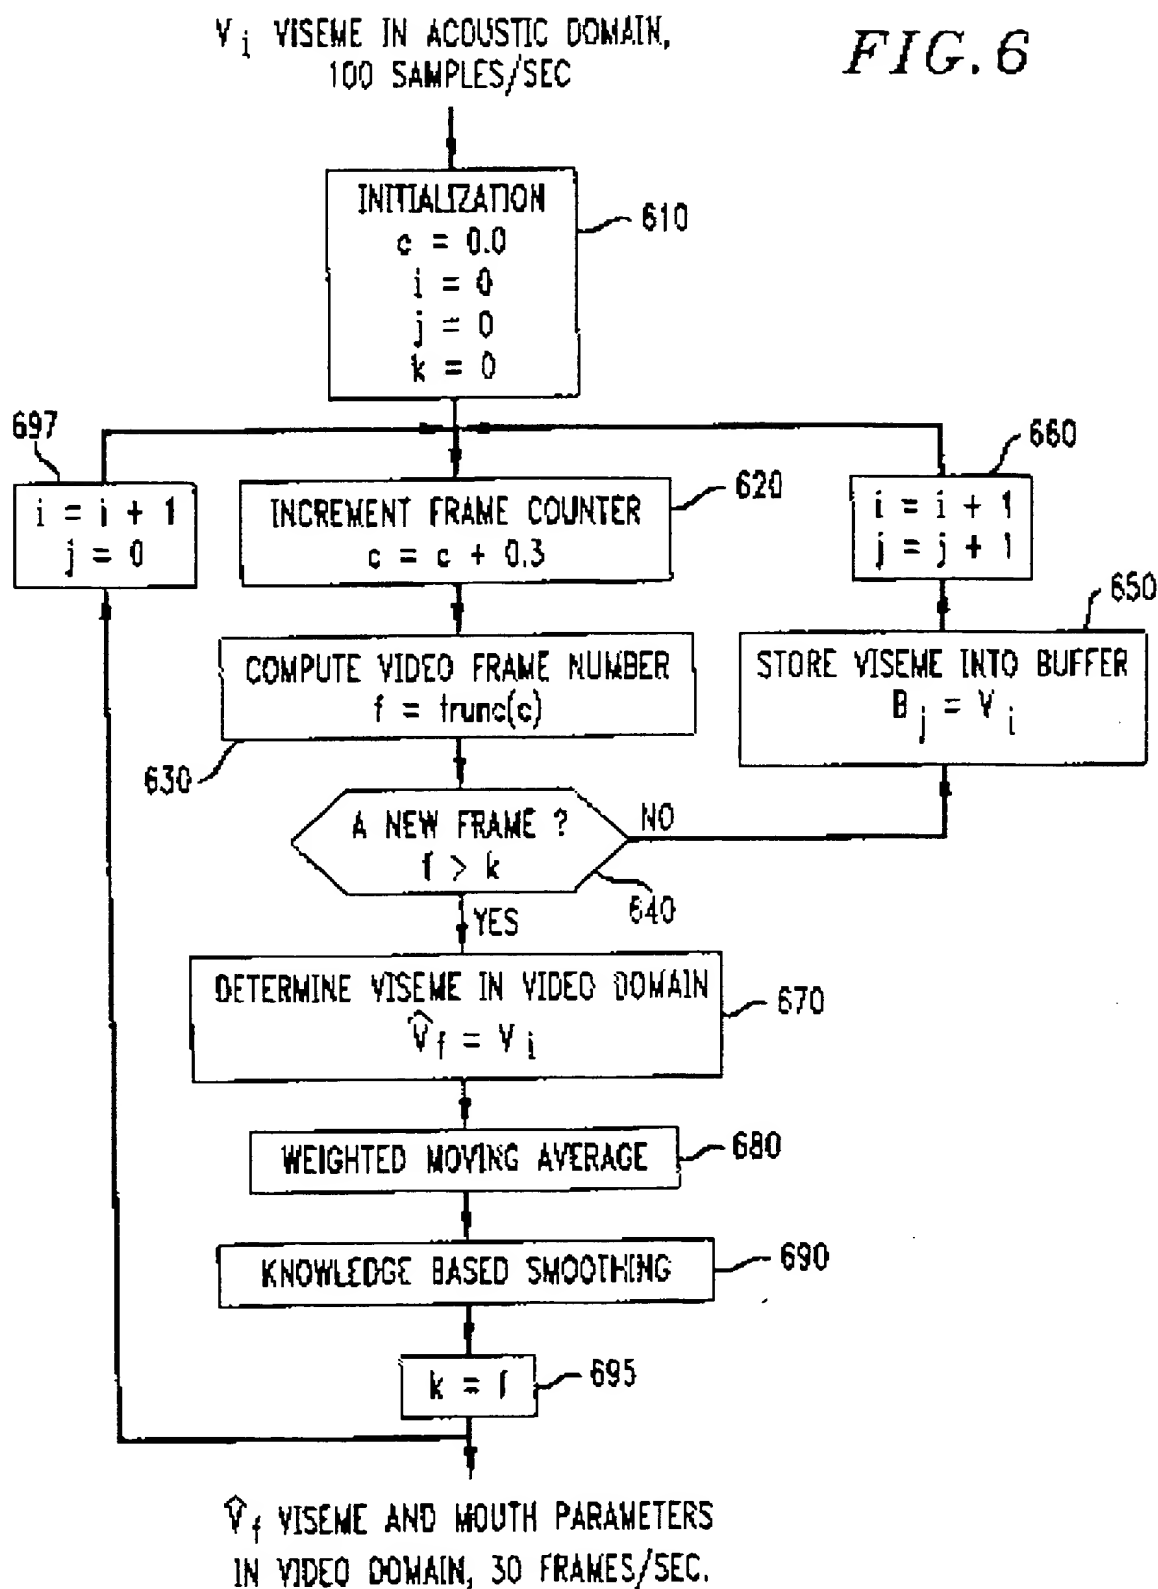 V i VISEME IN ACOUSTIC DOMAIN,
100 SAMPLES/SEC
FIG. 6
INITIALIZATION
c = 0.0
i = 0
j = 0
k = 0
610
697
i = i + 1
j = 0
INCREMENT FRAME COUNTER
c = c + 0.3
620
660
i = i + 1
j = j + 1
COMPUTE VIDEO FRAME NUMBER
f = trunc(c)
630
650
STORE VISEME INTO BUFFER
B j = V i
A NEW FRAME ?
f > k
NO
640
YES
DETERMINE VISEME IN VIDEO DOMAIN
V̂ f = V i
670
WEIGHTED MOVING AVERAGE
680
KNOWLEDGE BASED SMOOTHING
690
k = f
695
V̂ f VISEME AND MOUTH PARAMETERS
IN VIDEO DOMAIN, 30 FRAMES/SEC.